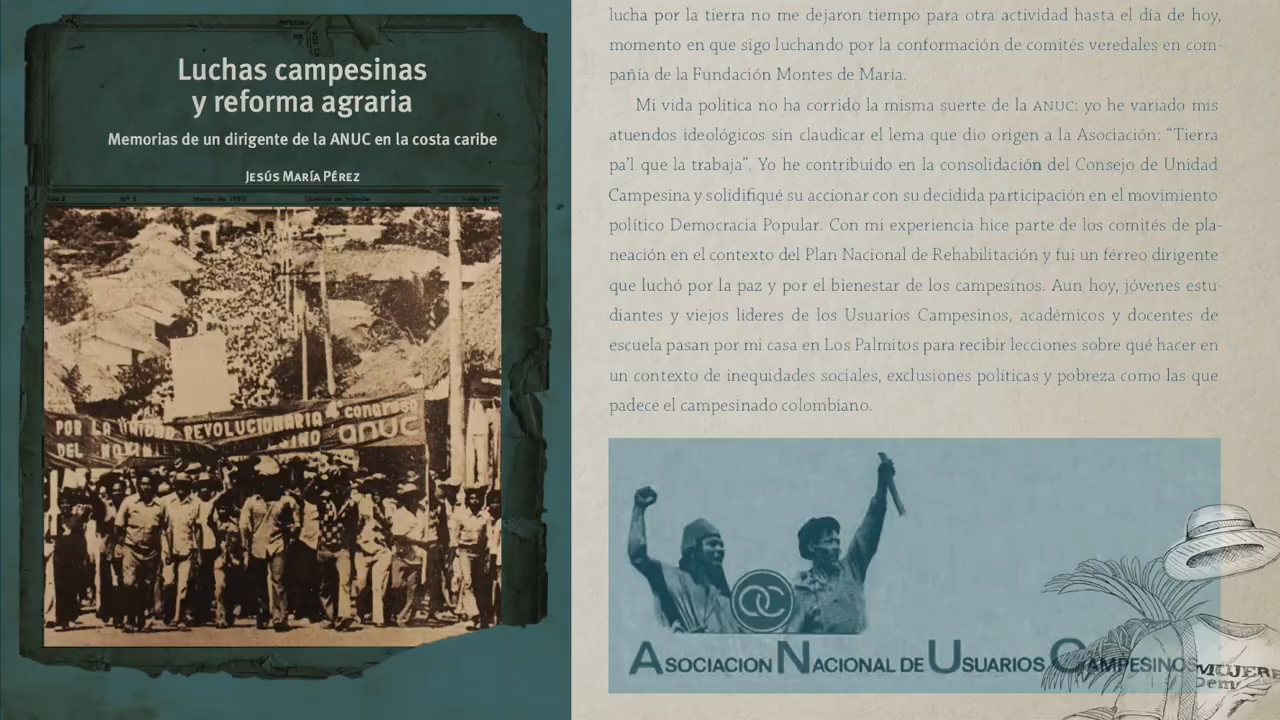 Luchas campesinas
y reforma agraria
Memorias de un dirigente de la ANUC en la costa caribe
JESÚS MARÍA PÉREZ
POR LA UNIDAD REVOLUCIONARIA
DEL
4 congreso
anuc
lucha por la tierra no me dejaron tiempo para otra actividad hasta el día de hoy,
momento en que sigo luchando por la conformación de comités veredales en com-
pañía de la Fundación Montes de María.
Mi vida política no ha corrido la misma suerte de la ANUC: yo he variado mis
atuendos ideológicos sin claudicar el lema que dio origen a la Asociación: “Tierra
pa’l que la trabaja”. Yo he contribuido en la consolidación del Consejo de Unidad
Campesina y solidifiqué su accionar con su decidida participación en el movimiento
político Democracia Popular. Con mi experiencia hice parte de los comités de pla-
neación en el contexto del Plan Nacional de Rehabilitación y fui un férreo dirigente
que luchó por la paz y por el bienestar de los campesinos. Aun hoy, jóvenes estu-
diantes y viejos líderes de los Usuarios Campesinos, académicos y docentes de
escuela pasan por mi casa en Los Palmitos para recibir lecciones sobre qué hacer en
un contexto de inequidades sociales, exclusiones políticas y pobreza como las que
padece el campesinado colombiano.
ASOCIACION NACIONAL DE USUARIOS CAMPESINOS
MUJERE
Dem